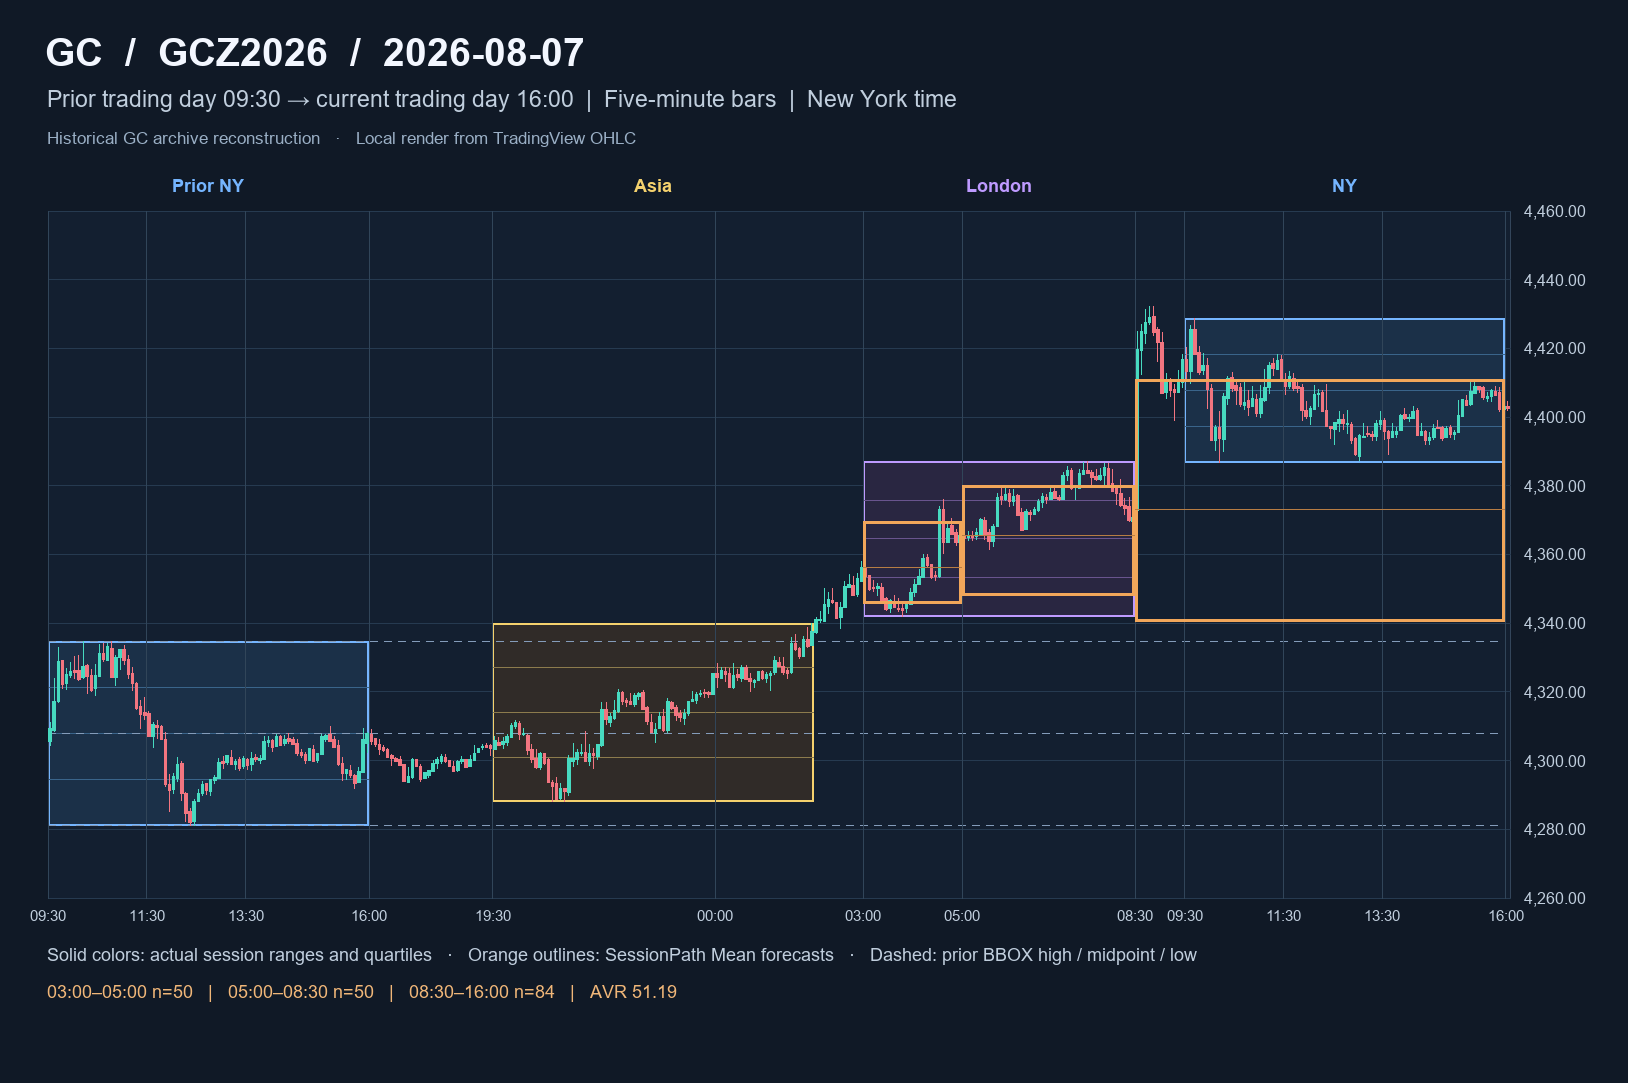 GC / GCZ2026 / 2026-08-07
Prior trading day 09:30 → current trading day 16:00 | Five-minute bars | New York time
Historical GC archive reconstruction · Local render from TradingView OHLC
Prior NY Asia London NY
4,460.00
4,440.00
4,420.00
4,400.00
4,380.00
4,360.00
4,340.00
4,320.00
4,300.00
4,280.00
4,260.00
09:30 11:30 13:30 16:00 19:30 00:00 03:00 05:00 08:30 09:30 11:30 13:30 16:00
Solid colors: actual session ranges and quartiles · Orange outlines: SessionPath Mean forecasts · Dashed: prior BBOX high / midpoint / low
03:00–05:00 n=50 | 05:00–08:30 n=50 | 08:30–16:00 n=84 | AVR 51.19